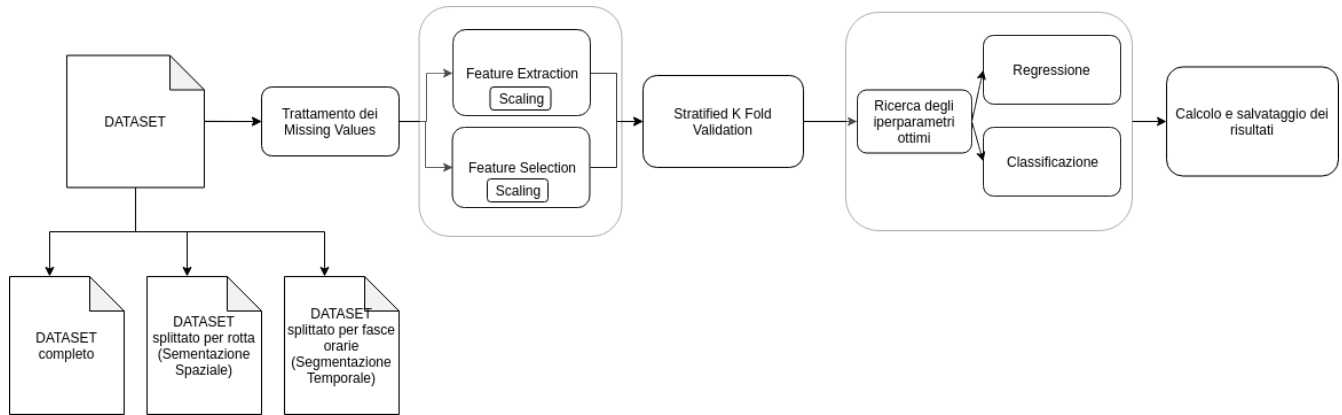 DATASET
Trattamento dei
Missing Values
Feature Extraction
Scaling
Feature Selection
Scaling
Stratified K Fold
Validation
Ricerca degli
iperparametri
ottimi
Regressione
Classificazione
Calcolo e salvataggio dei
risultati
DATASET
completo
DATASET
splittato per rotta
(Sementazione
Spaziale)
DATASET
splittato per fasce
orarie
(Segmentazione
Temporale)